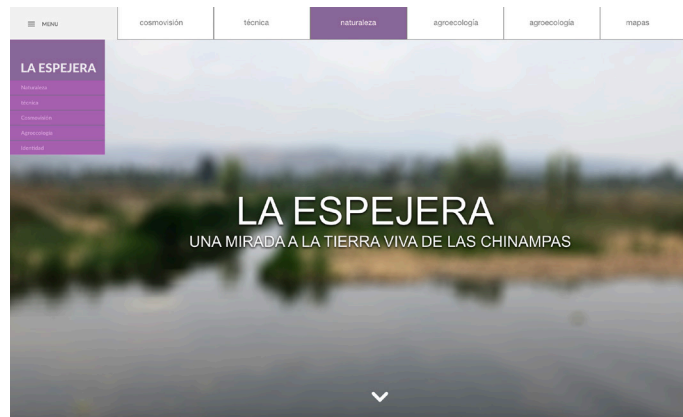 MENU
cosmovisión
técnica
naturaleza
agroecología
agroecología
mapas
LA ESPEJERA
Naturaleza
técnica
Cosmovisión
Agroecología
Identidad
LA ESPEJERA
UNA MIRADA A LA TIERRA VIVA DE LAS CHINAMPAS